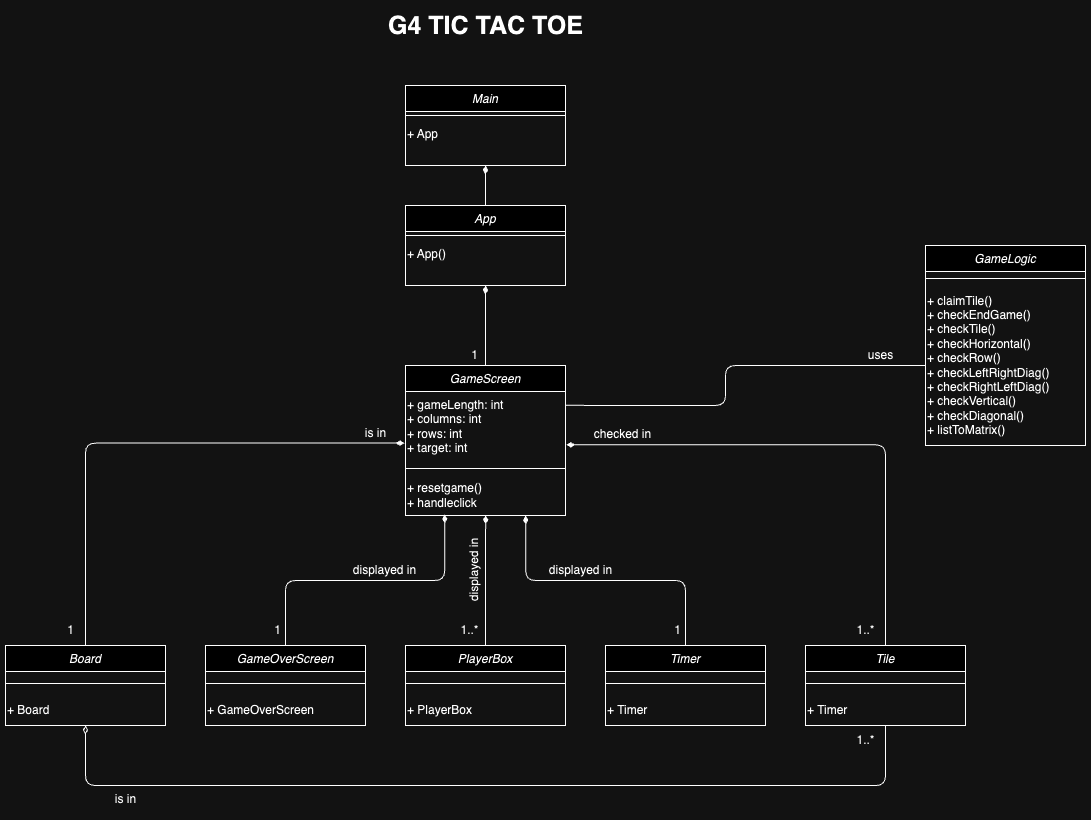 G4 TIC TAC TOE
Main
+ App
App
+ App()
1
GameScreen
+ gameLength: int
+ columns: int
+ rows: int
+ target: int
+ resetgame()
+ handleclick
GameLogic
+ claimTile()
+ checkEndGame()
+ checkTile()
+ checkHorizontal()
+ checkRow()
+ checkLeftRightDiag()
+ checkRightLeftDiag()
+ checkVertical()
+ checkDiagonal()
+ listToMatrix()
uses
is in
checked in
displayed in
displayed in
displayed in
1
1
1..*
1
1..*
Board
+ Board
GameOverScreen
+ GameOverScreen
PlayerBox
+ PlayerBox
Timer
+ Timer
Tile
+ Timer
1..*
is in